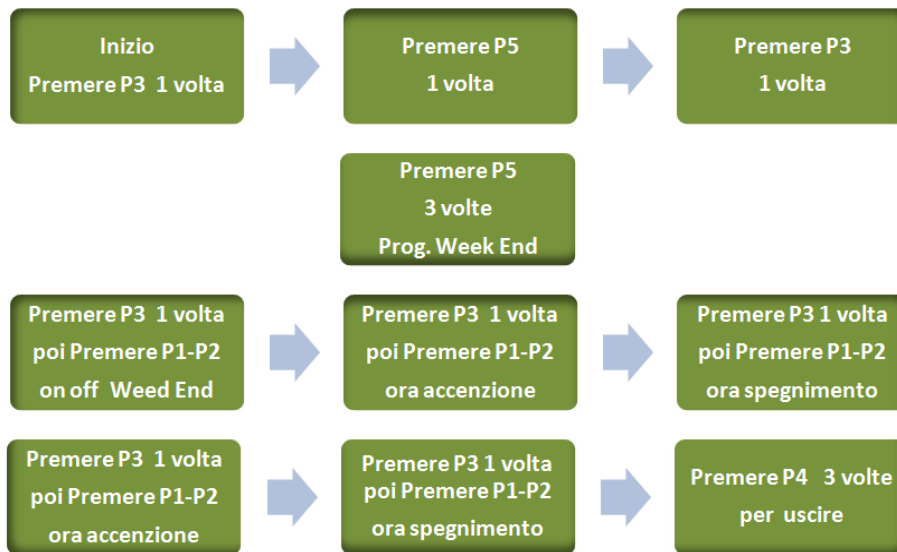 Inizio
Premere P3 1 volta
Premere P5
1 volta
Premere P3
1 volta
Premere P5
3 volte
Prog. Week End
Premere P3 1 volta
poi Premere P1-P2
on off Weed End
Premere P3 1 volta
poi Premere P1-P2
ora accenzione
Premere P3 1 volta
poi Premere P1-P2
ora spegnimento
Premere P3 1 volta
poi Premere P1-P2
ora accenzione
Premere P3 1 volta
poi Premere P1-P2
ora spegnimento
Premere P4 3 volte
per uscire